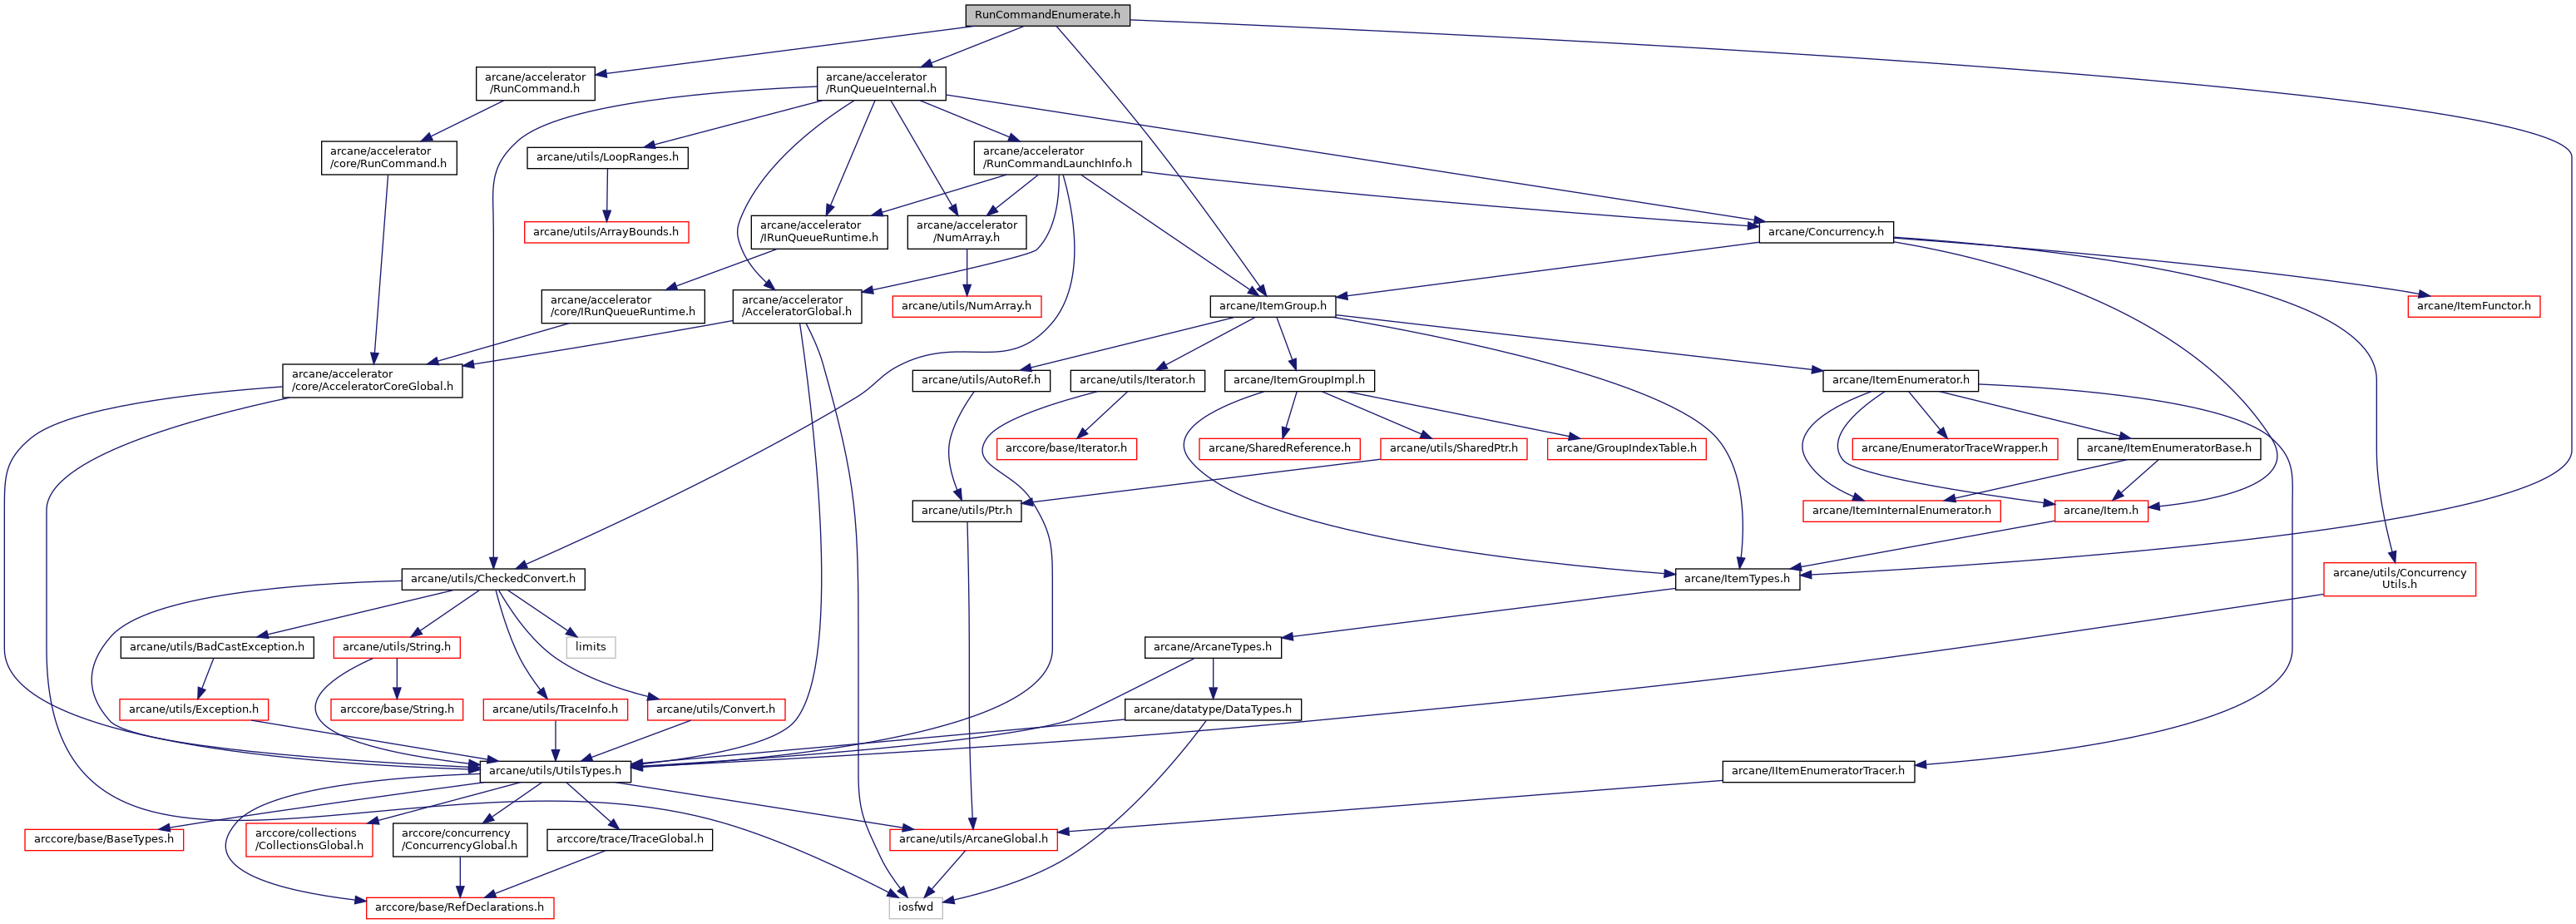 RunCommandEnumerate.h
arcane/accelerator
/RunCommand.h
arcane/accelerator
/RunQueueInternal.h
arcane/accelerator
/core/RunCommand.h
arcane/utils/LoopRanges.h
arcane/accelerator
/RunCommandLaunchInfo.h
arcane/utils/ArrayBounds.h
arcane/accelerator
/IRunQueueRuntime.h
arcane/accelerator
/NumArray.h
arcane/Concurrency.h
arcane/accelerator
/core/IRunQueueRuntime.h
arcane/accelerator
/AcceleratorGlobal.h
arcane/utils/NumArray.h
arcane/ItemGroup.h
arcane/ItemFunctor.h
arcane/accelerator
/core/AcceleratorCoreGlobal.h
arcane/utils/AutoRef.h
arcane/utils/Iterator.h
arcane/ItemGroupImpl.h
arcane/ItemEnumerator.h
arccore/base/Iterator.h
arcane/SharedReference.h
arcane/utils/SharedPtr.h
arcane/GroupIndexTable.h
arcane/EnumeratorTraceWrapper.h
arcane/ItemEnumeratorBase.h
arcane/utils/Ptr.h
arcane/ItemInternalEnumerator.h
arcane/Item.h
arcane/utils/CheckedConvert.h
arcane/ItemTypes.h
arcane/utils/Concurrency
Utils.h
arcane/utils/BadCastException.h
arcane/utils/String.h
limits
arcane/ArcaneTypes.h
arcane/utils/Exception.h
arccore/base/String.h
arcane/utils/TraceInfo.h
arcane/utils/Convert.h
arcane/datatype/DataTypes.h
arcane/utils/UtilsTypes.h
arcane/IItemEnumeratorTracer.h
arccore/base/BaseTypes.h
arccore/collections
/CollectionsGlobal.h
arccore/concurrency
/ConcurrencyGlobal.h
arccore/trace/TraceGlobal.h
arcane/utils/ArcaneGlobal.h
arccore/base/RefDeclarations.h
iosfwd